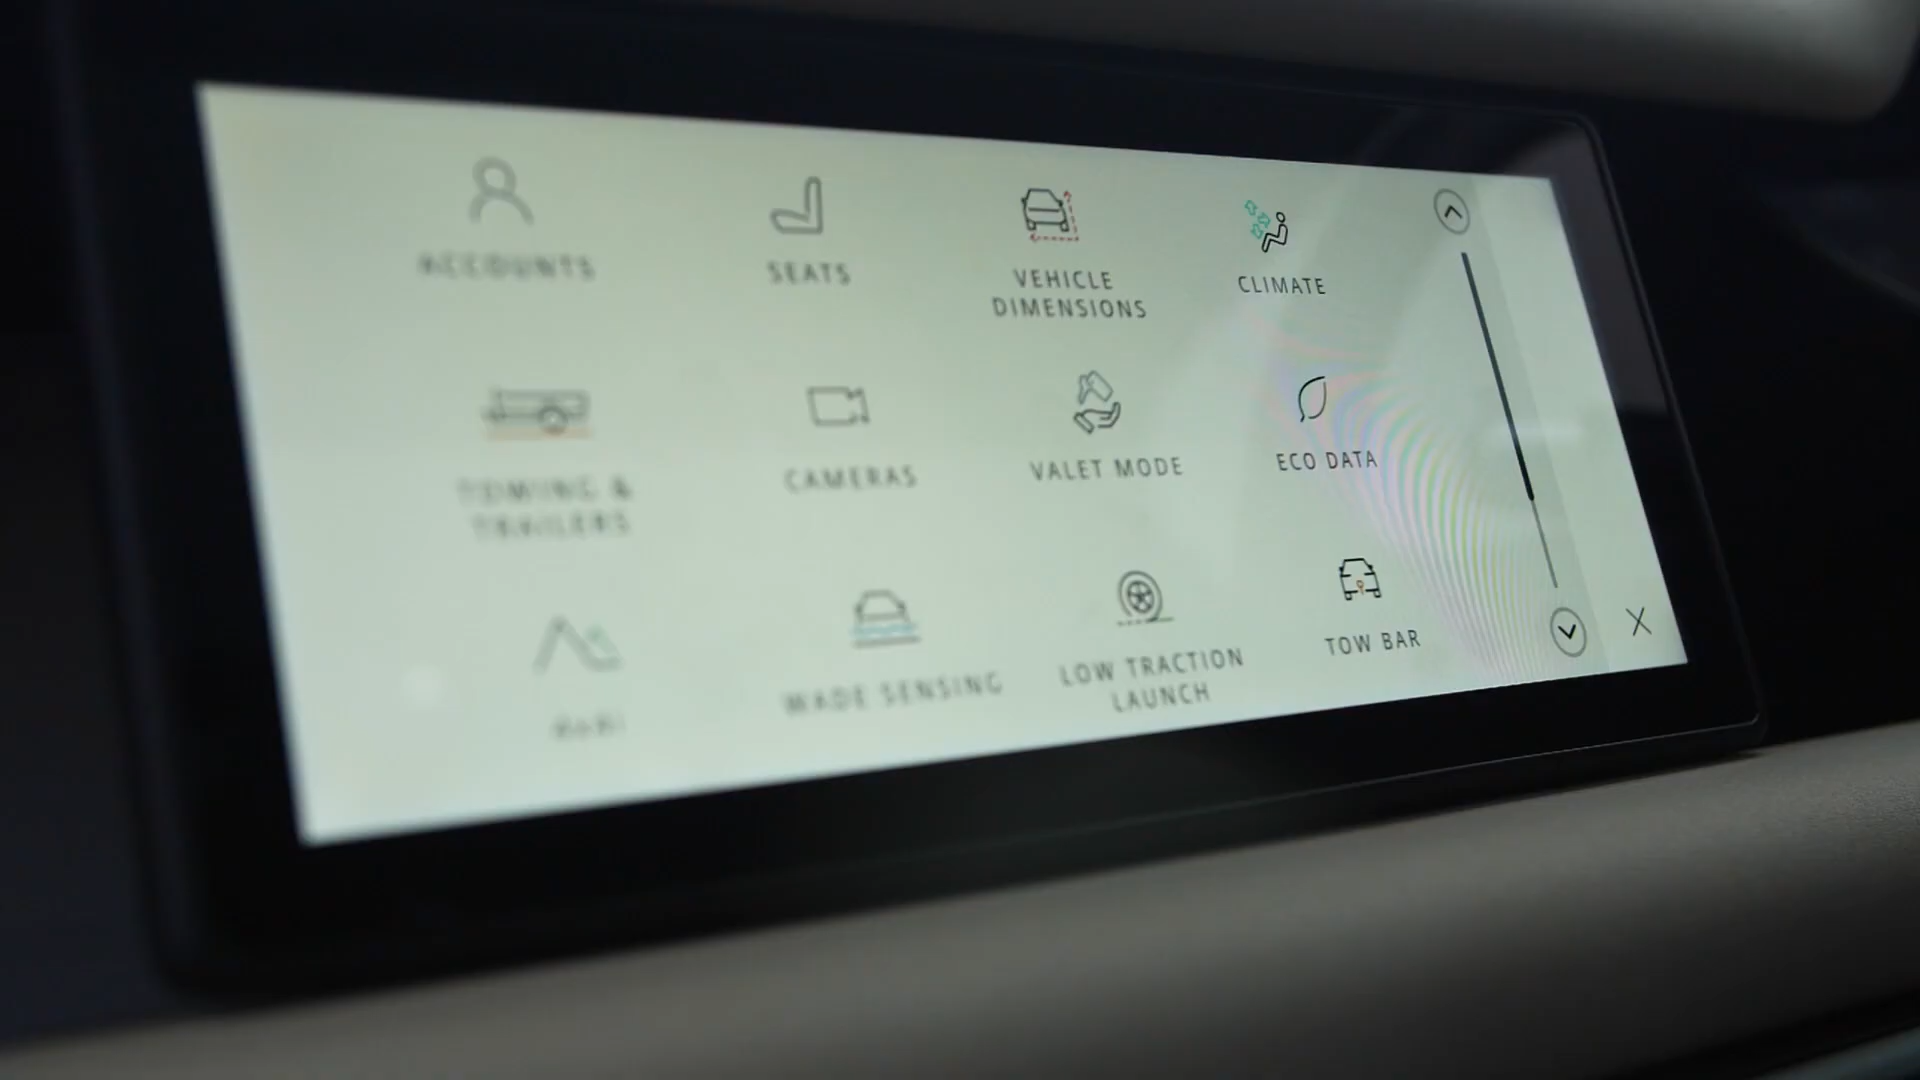 ACCOUNTS
SEATS
VEHICLE
DIMENSIONS
CLIMATE
TOWING &
TRAILERS
CAMERAS
VALET MODE
ECO DATA
4x4i
WADE SENSING
LOW TRACTION
LAUNCH
TOW BAR